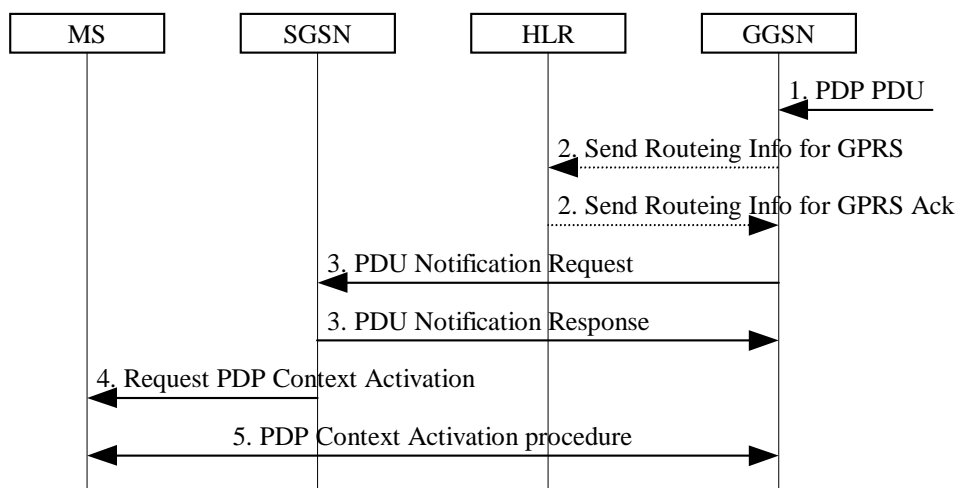 MS
SGSN
HLR
GGSN
1. PDP PDU
2. Send Routeing Info for GPRS
2. Send Routeing Info for GPRS Ack
3. PDU Notification Request
3. PDU Notification Response
4. Request PDP Context Activation
5. PDP Context Activation procedure